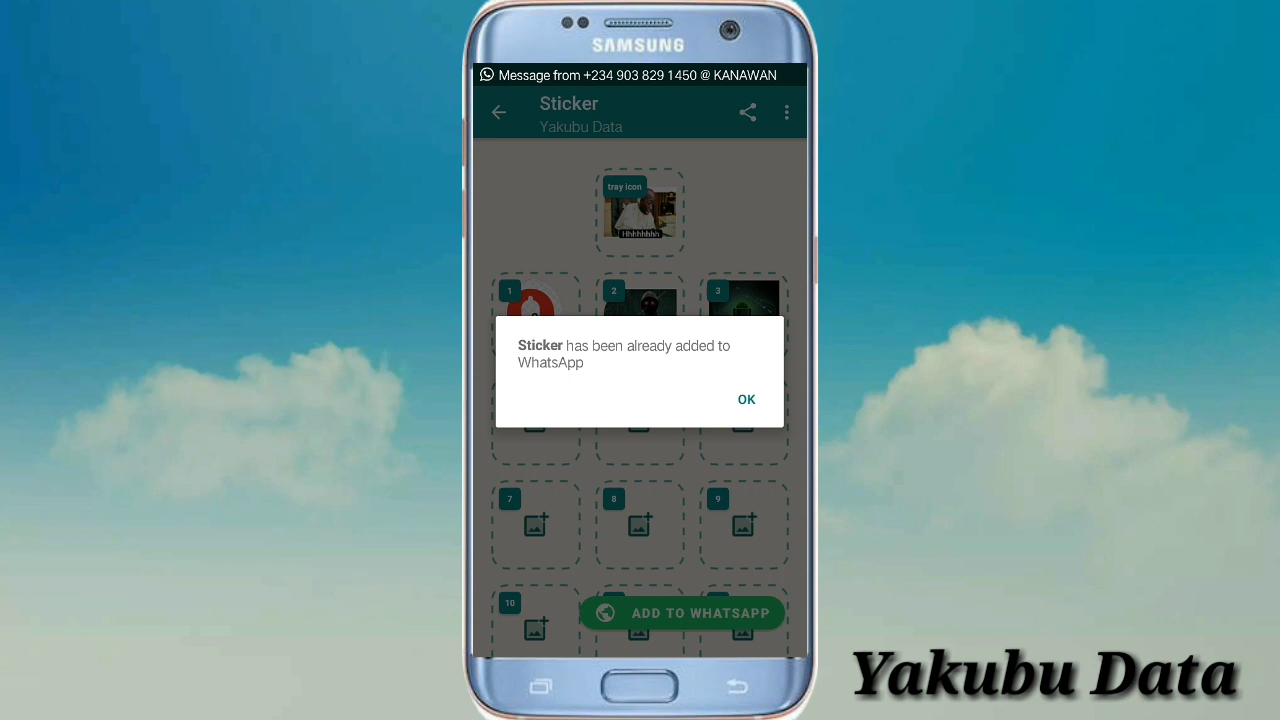 SAMSUNG
Message from +234 903 829 1450 @ KANAWAN
Sticker
Yakubu Data
tray icon
Hhhhhhhh
1
2
3
Sticker has been already added to
WhatsApp
OK
7
8
9
10
ADD TO WHATSAPP
Yakubu Data